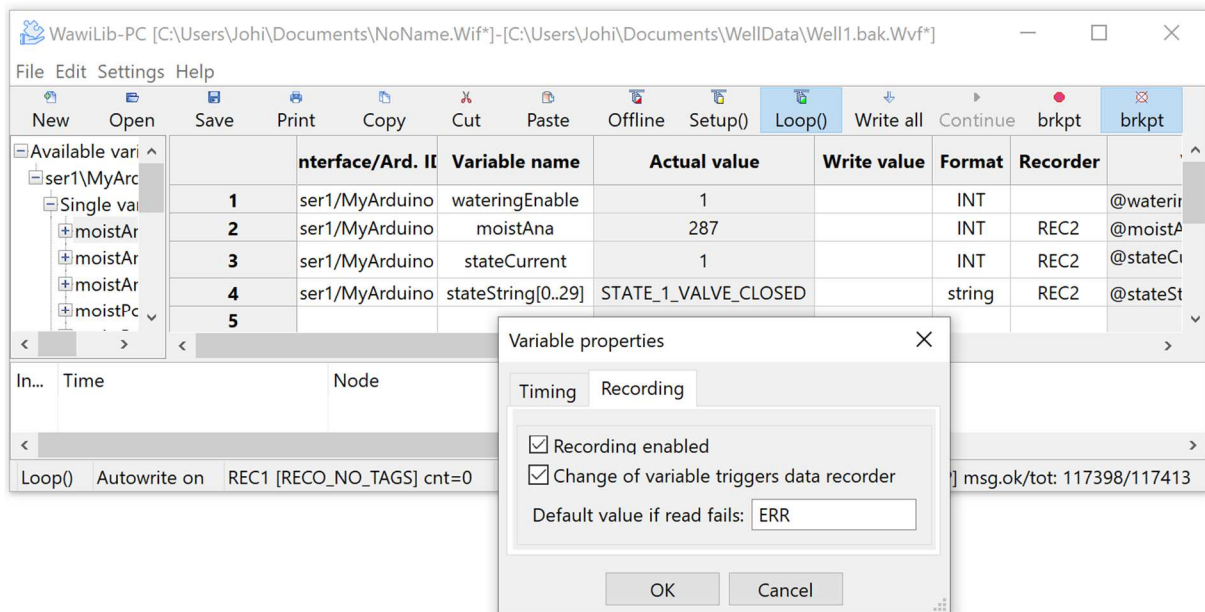 WawiLib-PC [C:\Users\Johi\Documents\NoName.Wif*]-[C:\Users\Johi\Documents\WellData\Well1.bak.Wvf*]
File Edit Settings Help
New Open Save Print Copy Cut Paste Offline Setup() Loop() Write all Continue brkpt brkpt
Available vari
ser1\MyArc
Single var
moistAr
moistAr
moistAr
moistPc
nterface/Ard. ID Variable name Actual value Write value Format Recorder
1 ser1/MyArduino wateringEnable 1 INT @waterin
2 ser1/MyArduino moistAna 287 INT REC2 @moistA
3 ser1/MyArduino stateCurrent 1 INT REC2 @stateCu
4 ser1/MyArduino stateString[0..29] STATE_1_VALVE_CLOSED string REC2 @stateSt
5
In... Time Node
Loop() Autowrite on REC1 [RECO_NO_TAGS] cnt=0 ] msg.ok/tot: 117398/117413
Variable properties
Timing Recording
Recording enabled
Change of variable triggers data recorder
Default value if read fails: ERR
OK Cancel